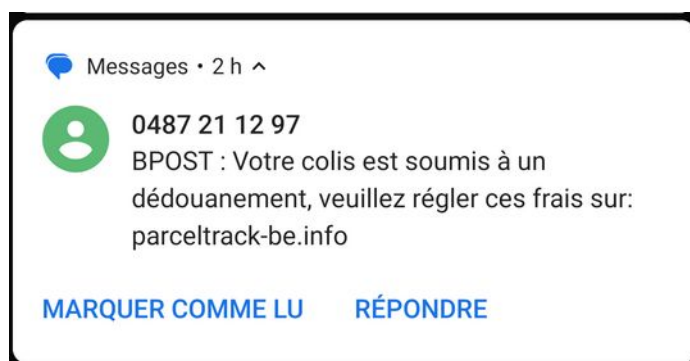 Messages • 2 h
0487 21 12 97
BPOST : Votre colis est soumis à un
dédouanement, veuillez régler ces frais sur:
parceltrack-be.info
MARQUER COMME LU RÉPONDRE